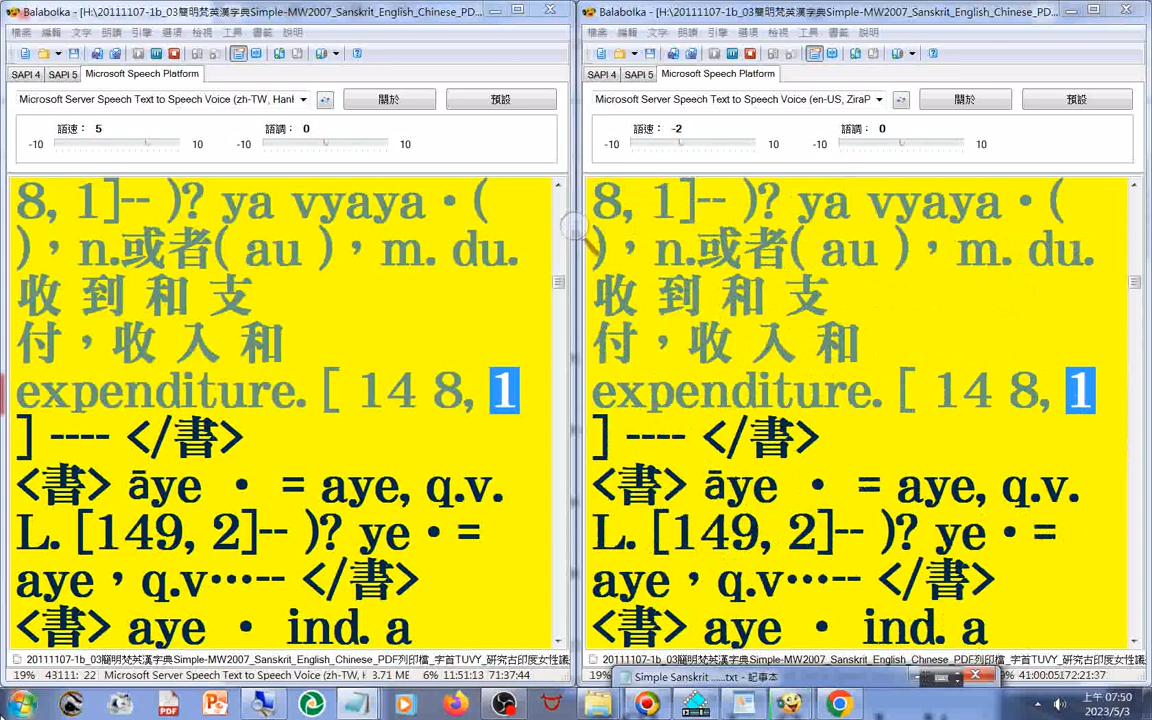 Balabolka - [H:\20111107-1b_03簡明梵英漢字典Simple-MW2007_Sanskrit_English_Chinese_PD...
檔案 編輯 文字 朗讀 引擎 選項 檢視 工具 書籤 說明
SAPI 4 SAPI 5 Microsoft Speech Platform
Microsoft Server Speech Text to Speech Voice (zh-TW, Hanl 關於 預設
語速： 5 語調： 0
-10 10 -10 10
8, 1]-- )? ya vyaya •(
)，n.或者( au )，m. du.
收 到 和 支
付，收 入 和
expenditure. [ 14 8, 1
] ---- </書>
<書> āye • = aye, q.v.
L. [149, 2]-- )? ye • =
aye，q.v…-- </書>
<書> aye • ind. a
20111107-1b_03簡明梵英漢字典Simple-MW2007_Sanskrit_English_Chinese_PDF列印檔_字首TUVY_研究古印度女性議
19% 43111: 22 Microsoft Speech Platform Microsoft Server Speech Text to Speech Voice (zh-TW, 3.71 ME 6% 11:51:13 71:37:44
Balabolka - [H:\20111107-1b_03簡明梵英漢字典Simple-MW2007_Sanskrit_English_Chinese_PD...
檔案 編輯 文字 朗讀 引擎 選項 檢視 工具 書籤 說明
SAPI 4 SAPI 5 Microsoft Speech Platform
Microsoft Server Speech Text to Speech Voice (en-US, ZiraP 關於 預設
語速： -2 語調： 0
-10 10 -10 10
8, 1]-- )? ya vyaya •(
)，n.或者( au )，m. du.
收 到 和 支
付，收 入 和
expenditure. [ 14 8, 1
] ---- </書>
<書> āye • = aye, q.v.
L. [149, 2]-- )? ye • =
aye，q.v…-- </書>
<書> aye • ind. a
20111107-1b_03簡明梵英漢字典Simple-MW2007_Sanskrit_English_Chinese_PDF列印檔_字首TUVY_研究古印度女性議
19% 41:00:05 172:21:37
Simple Sanskrit ......txt - 記事本
上午 07:50
2023/5/3